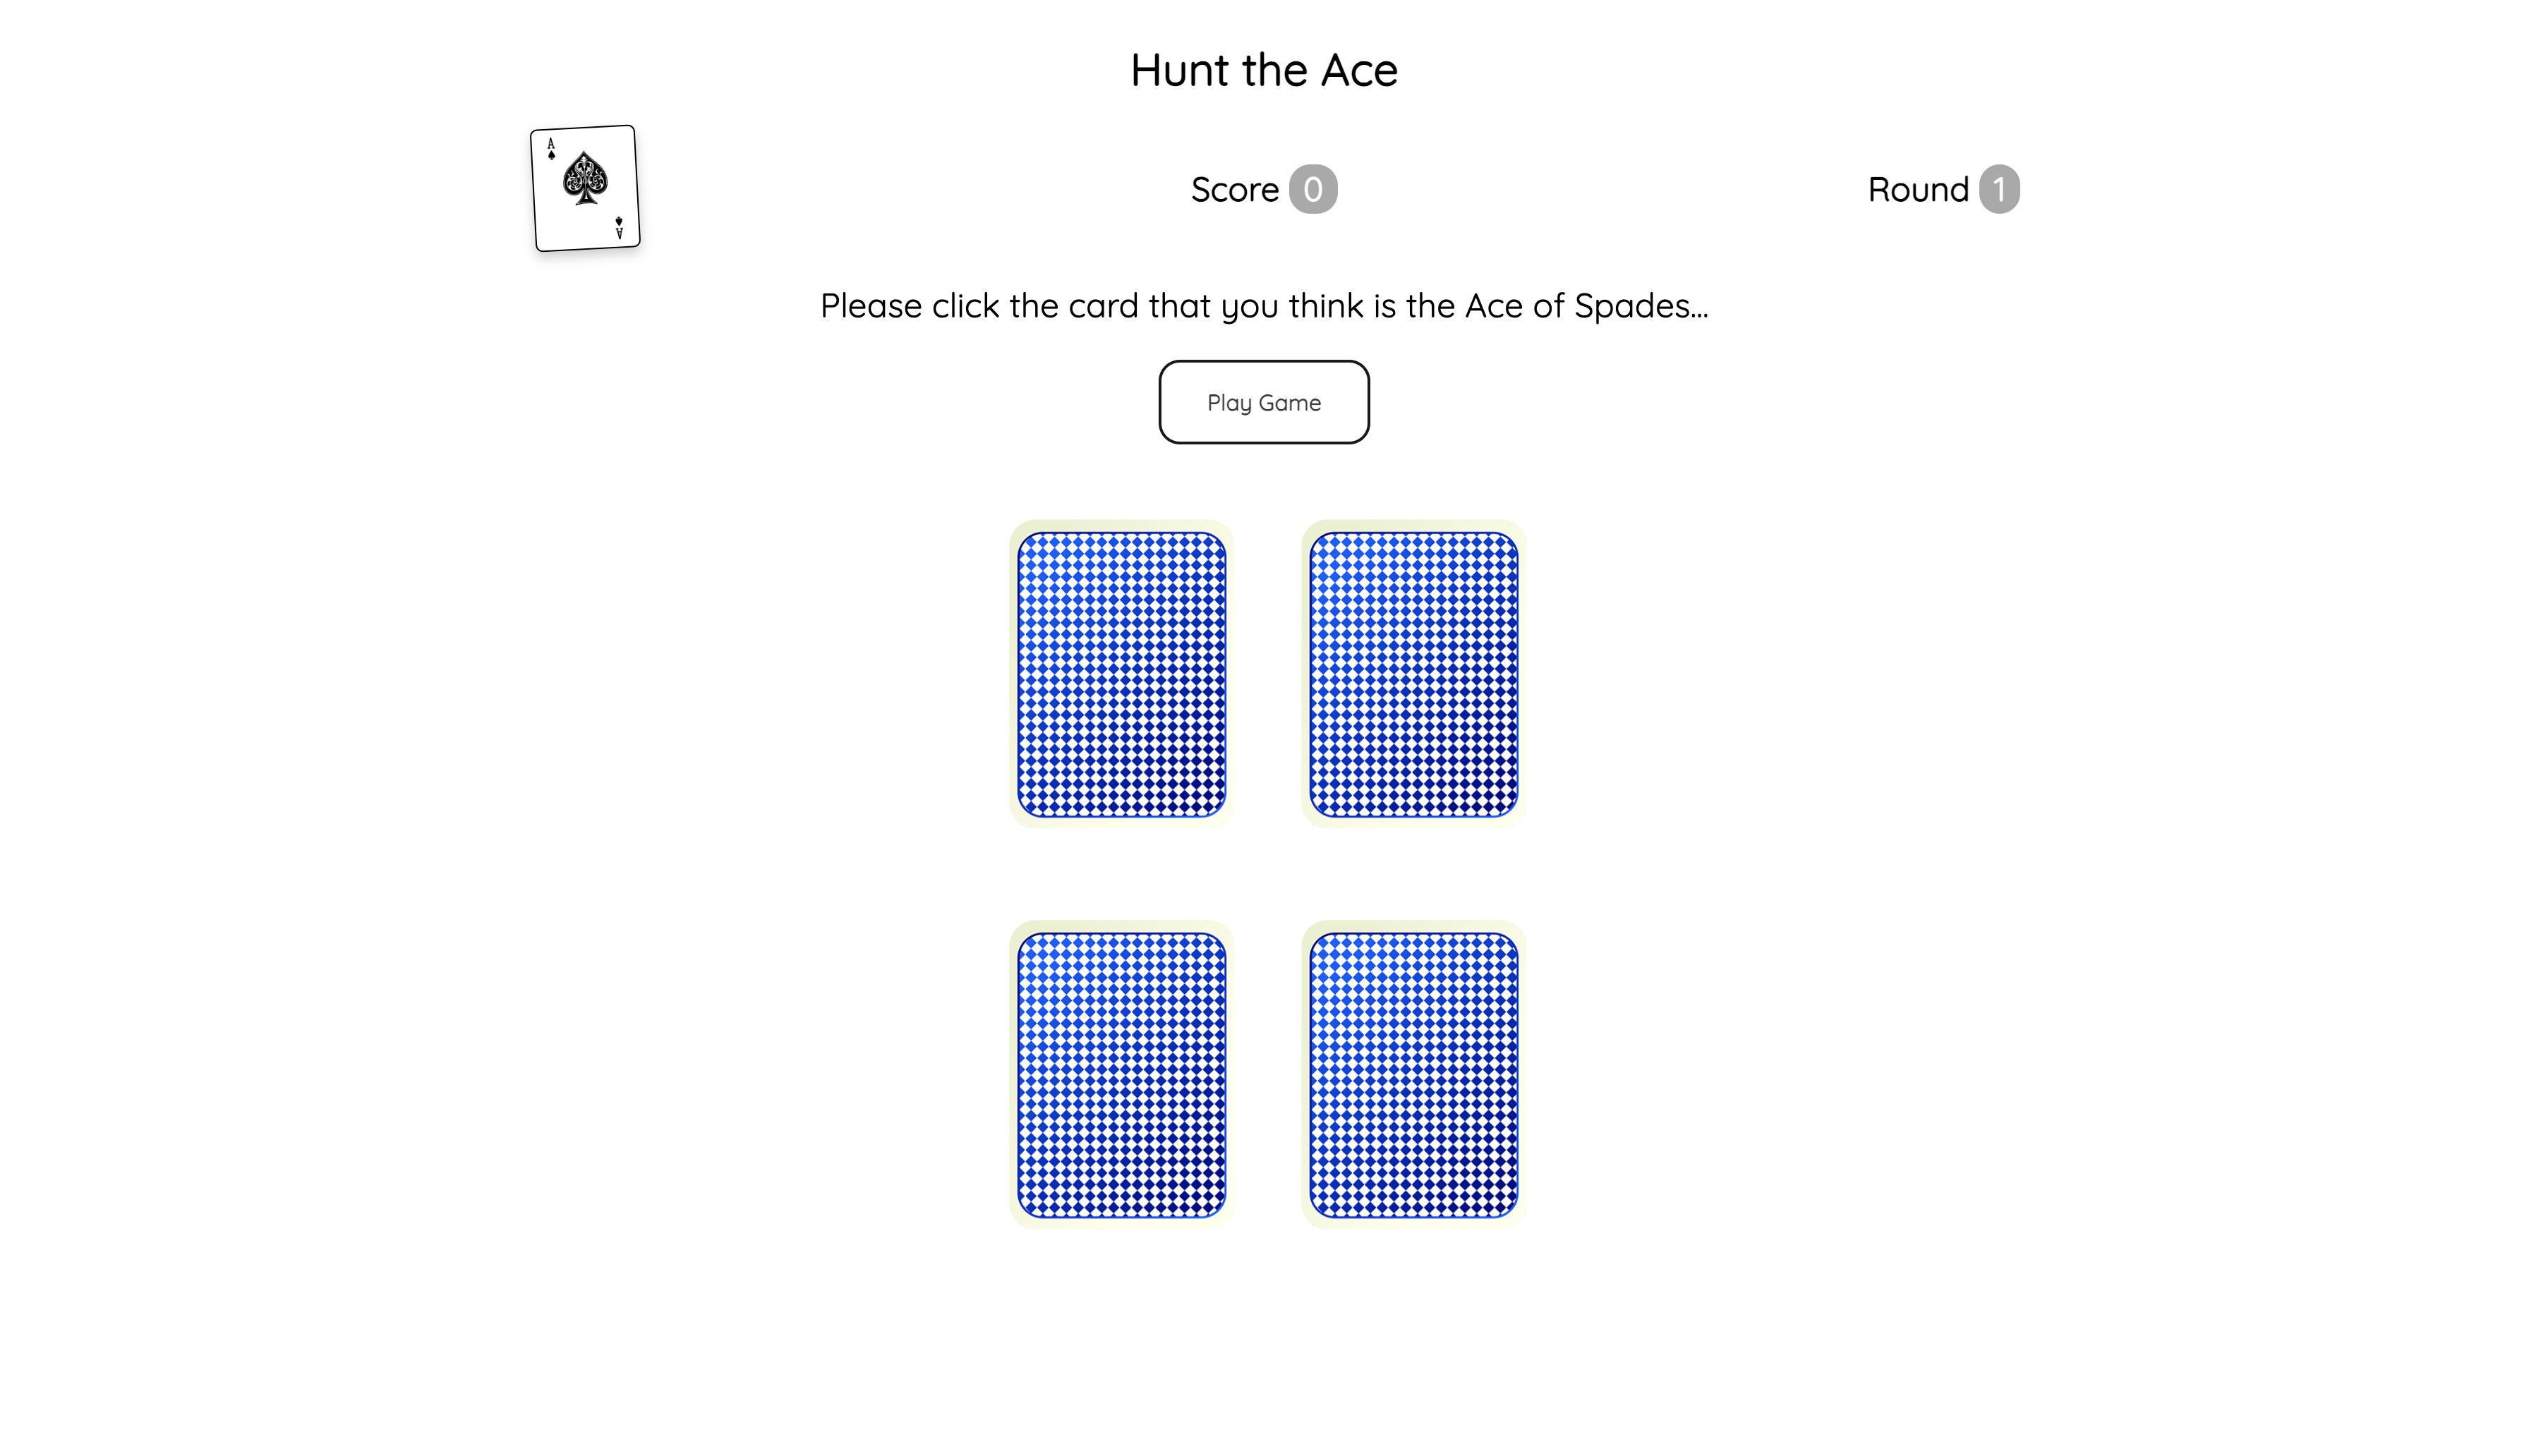 Hunt the Ace
A
A
Score 0
Round 1
Please click the card that you think is the Ace of Spades...
Play Game